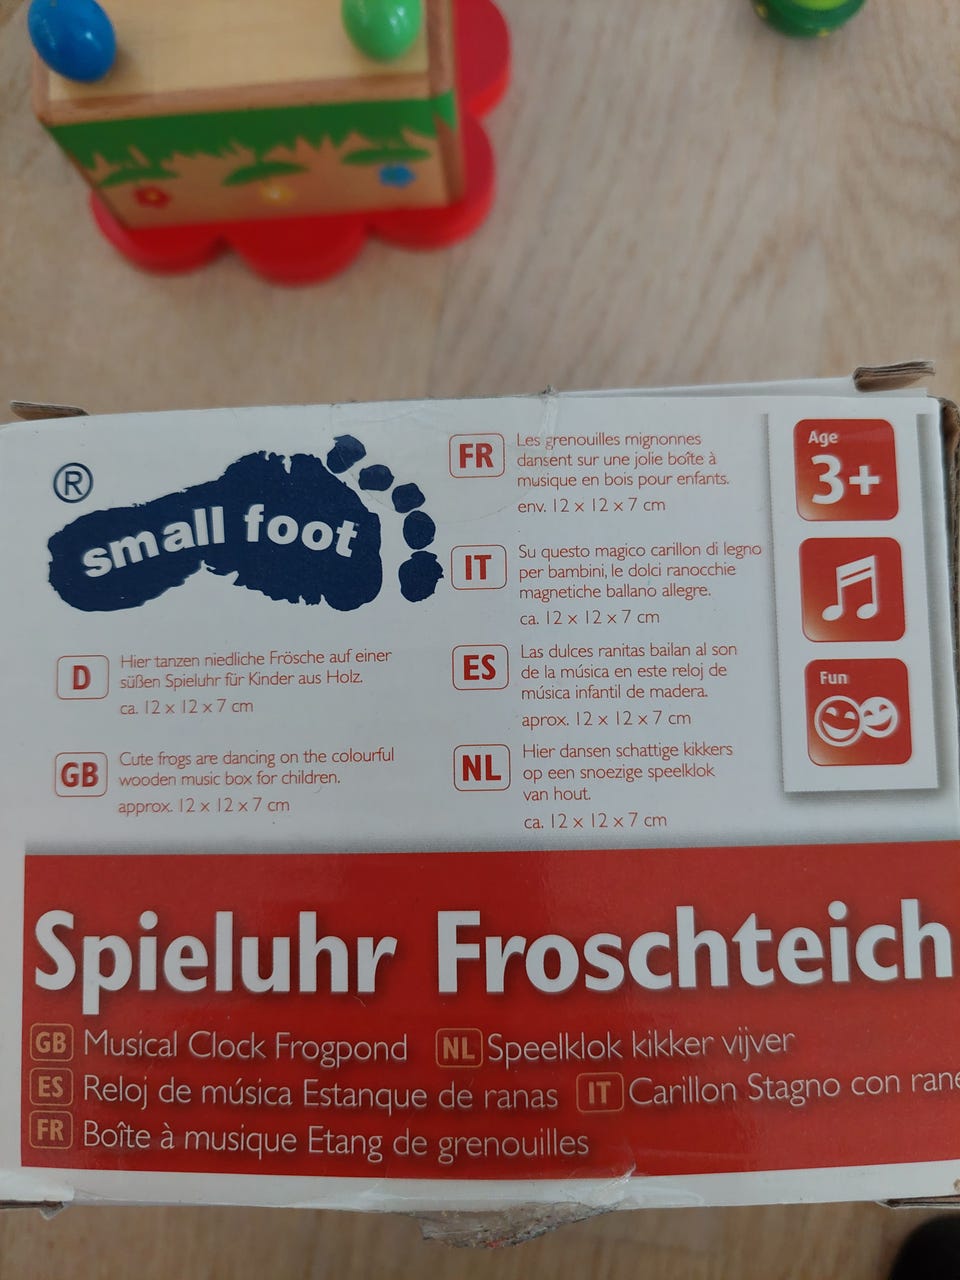 ®
small foot
D
Hier tanzen niedliche Frösche auf einer
süßen Spieluhr für Kinder aus Holz.
ca. 12 x 12 x 7 cm
GB
Cute frogs are dancing on the colourful
wooden music box for children.
approx. 12 x 12 x 7 cm
FR
Les grenouilles mignonnes
dansent sur une jolie boîte à
musique en bois pour enfants.
env. 12 x 12 x 7 cm
IT
Su questo magico carillon di legno
per bambini, le dolci ranocchie
magnetiche ballano allegre.
ca. 12 x 12 x 7 cm
ES
Las dulces ranitas bailan al son
de la música en este reloj de
música infantil de madera.
aprox. 12 x 12 x 7 cm
NL
Hier dansen schattige kikkers
op een snoezige speelklok
van hout.
ca. 12 x 12 x 7 cm
Age
3+
Fun
Spieluhr Froschteich
GB Musical Clock Frogpond NL Speelklok kikker vijver
ES Reloj de música Estanque de ranas IT Carillon Stagno con rane
FR Boîte à musique Etang de grenouilles